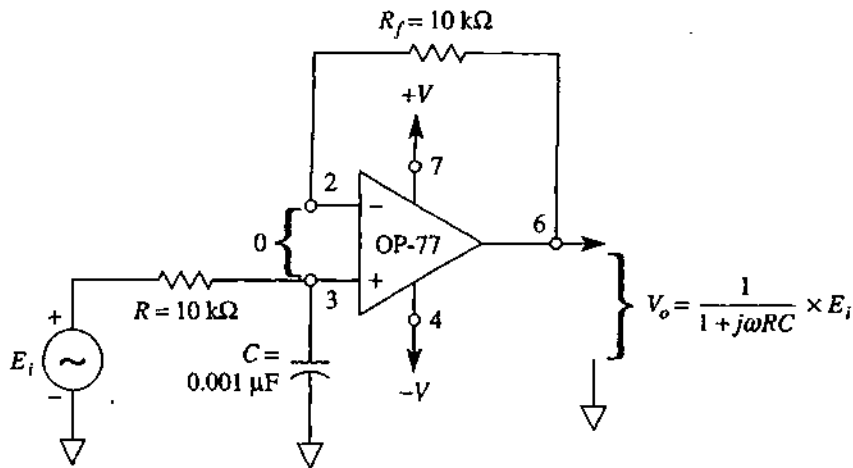 R_f = 10 kΩ
+V
7
2
−
0
OP-77
6
+
3
R = 10 kΩ
4
+
E_i
−
C =
0.001 µF
−V
V_o = 1 / (1 + jωRC) × E_i